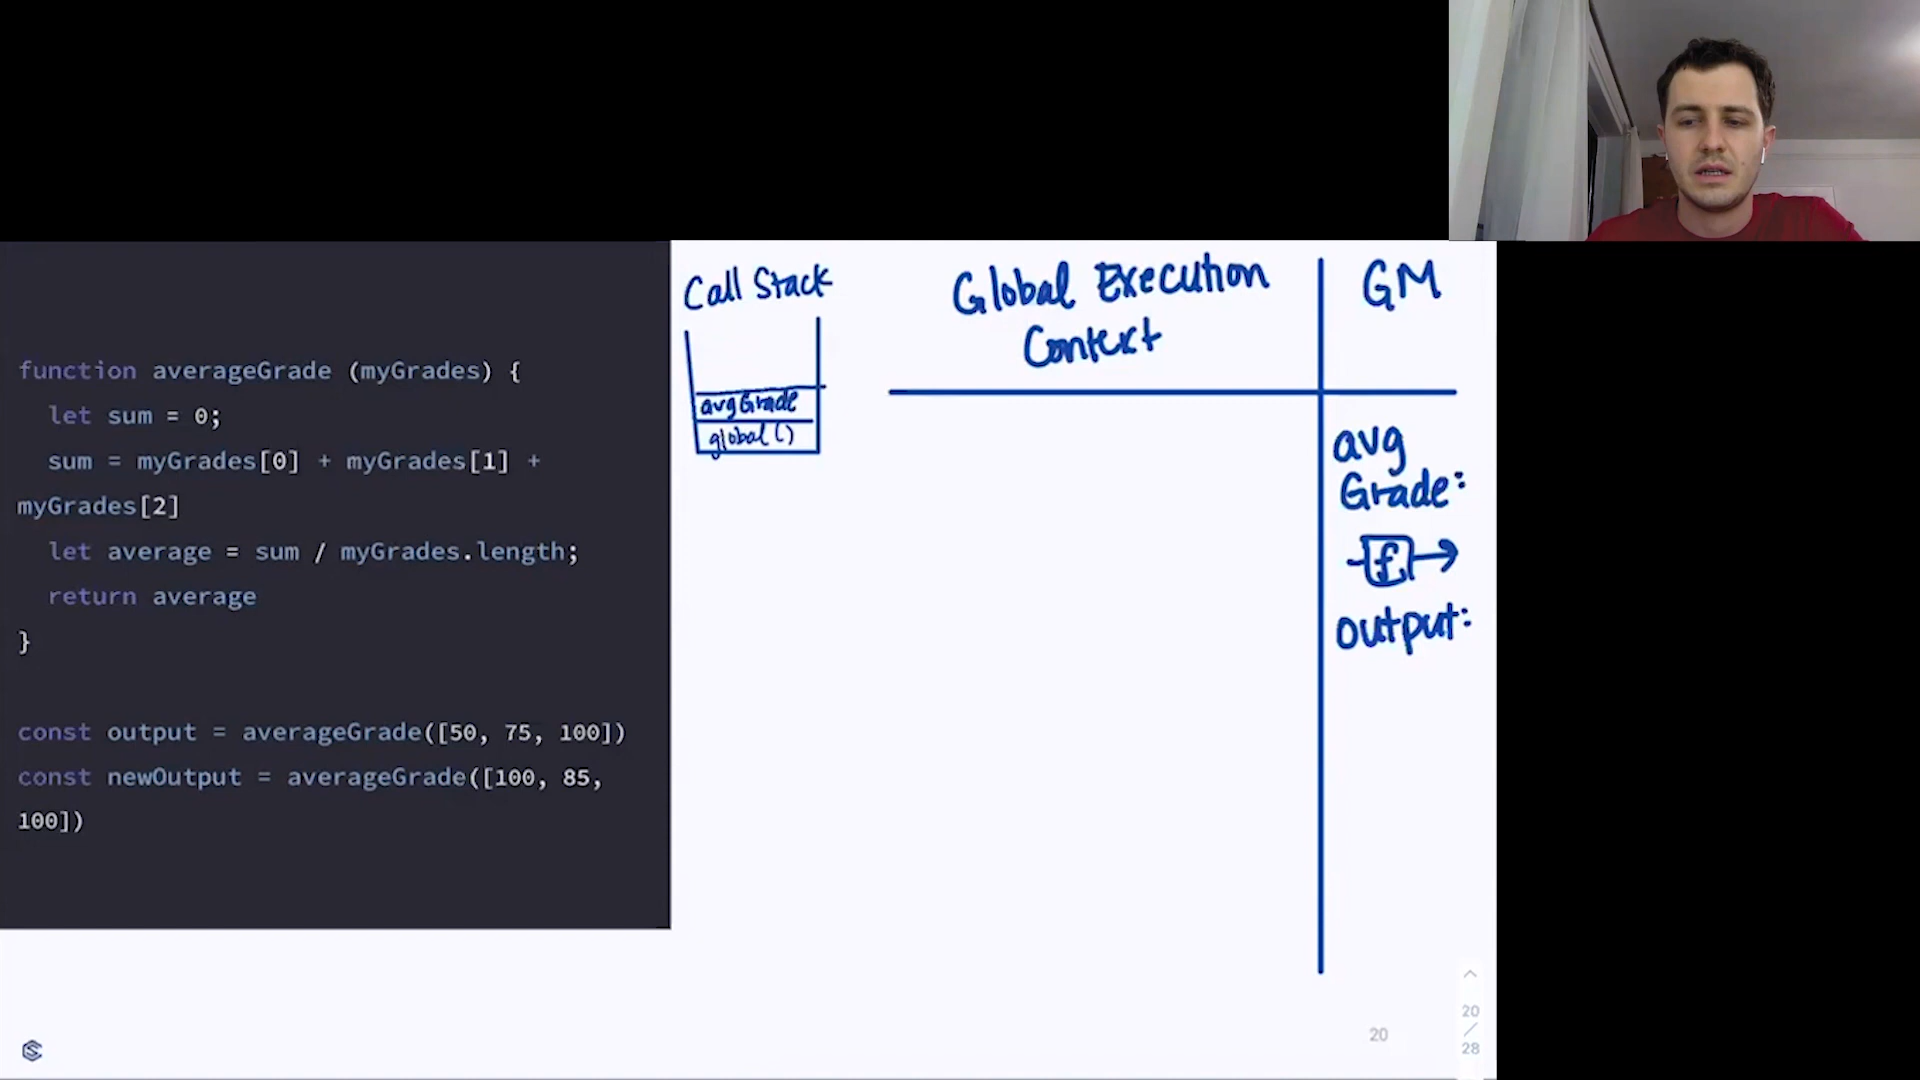 function averageGrade (myGrades) {
let sum = 0;
sum = myGrades[0] + myGrades[1] +
myGrades[2]
let average = sum / myGrades.length;
return average
}
const output = averageGrade([50, 75, 100])
const newOutput = averageGrade([100, 85,
100])
Call Stack
avgGrade
global()
Global Execution
Context
GM
avg
Grade:
f
output:
20
20
/
28